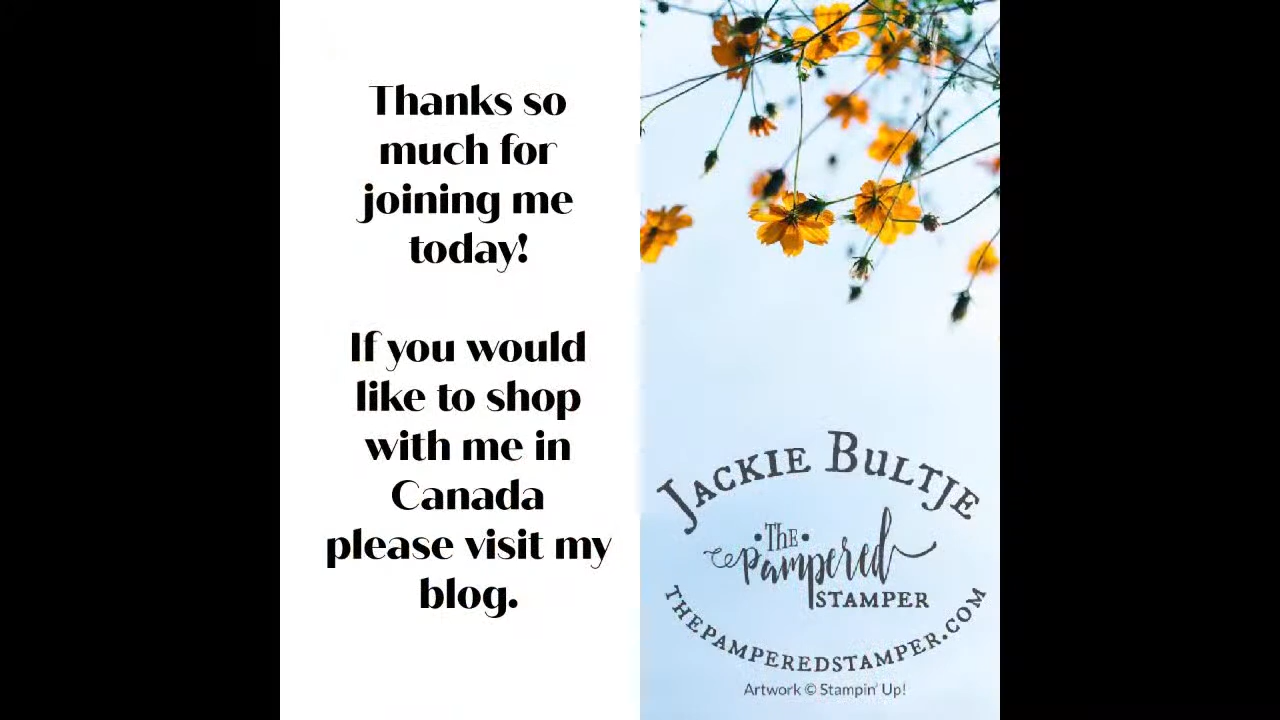 Thanks so
much for
joining me
today!
If you would
like to shop
with me in
Canada
please visit my
blog.
Jackie Bultje
•The•
Pampered
Stamper
thepamperedstamper.com
Artwork © Stampin' Up!